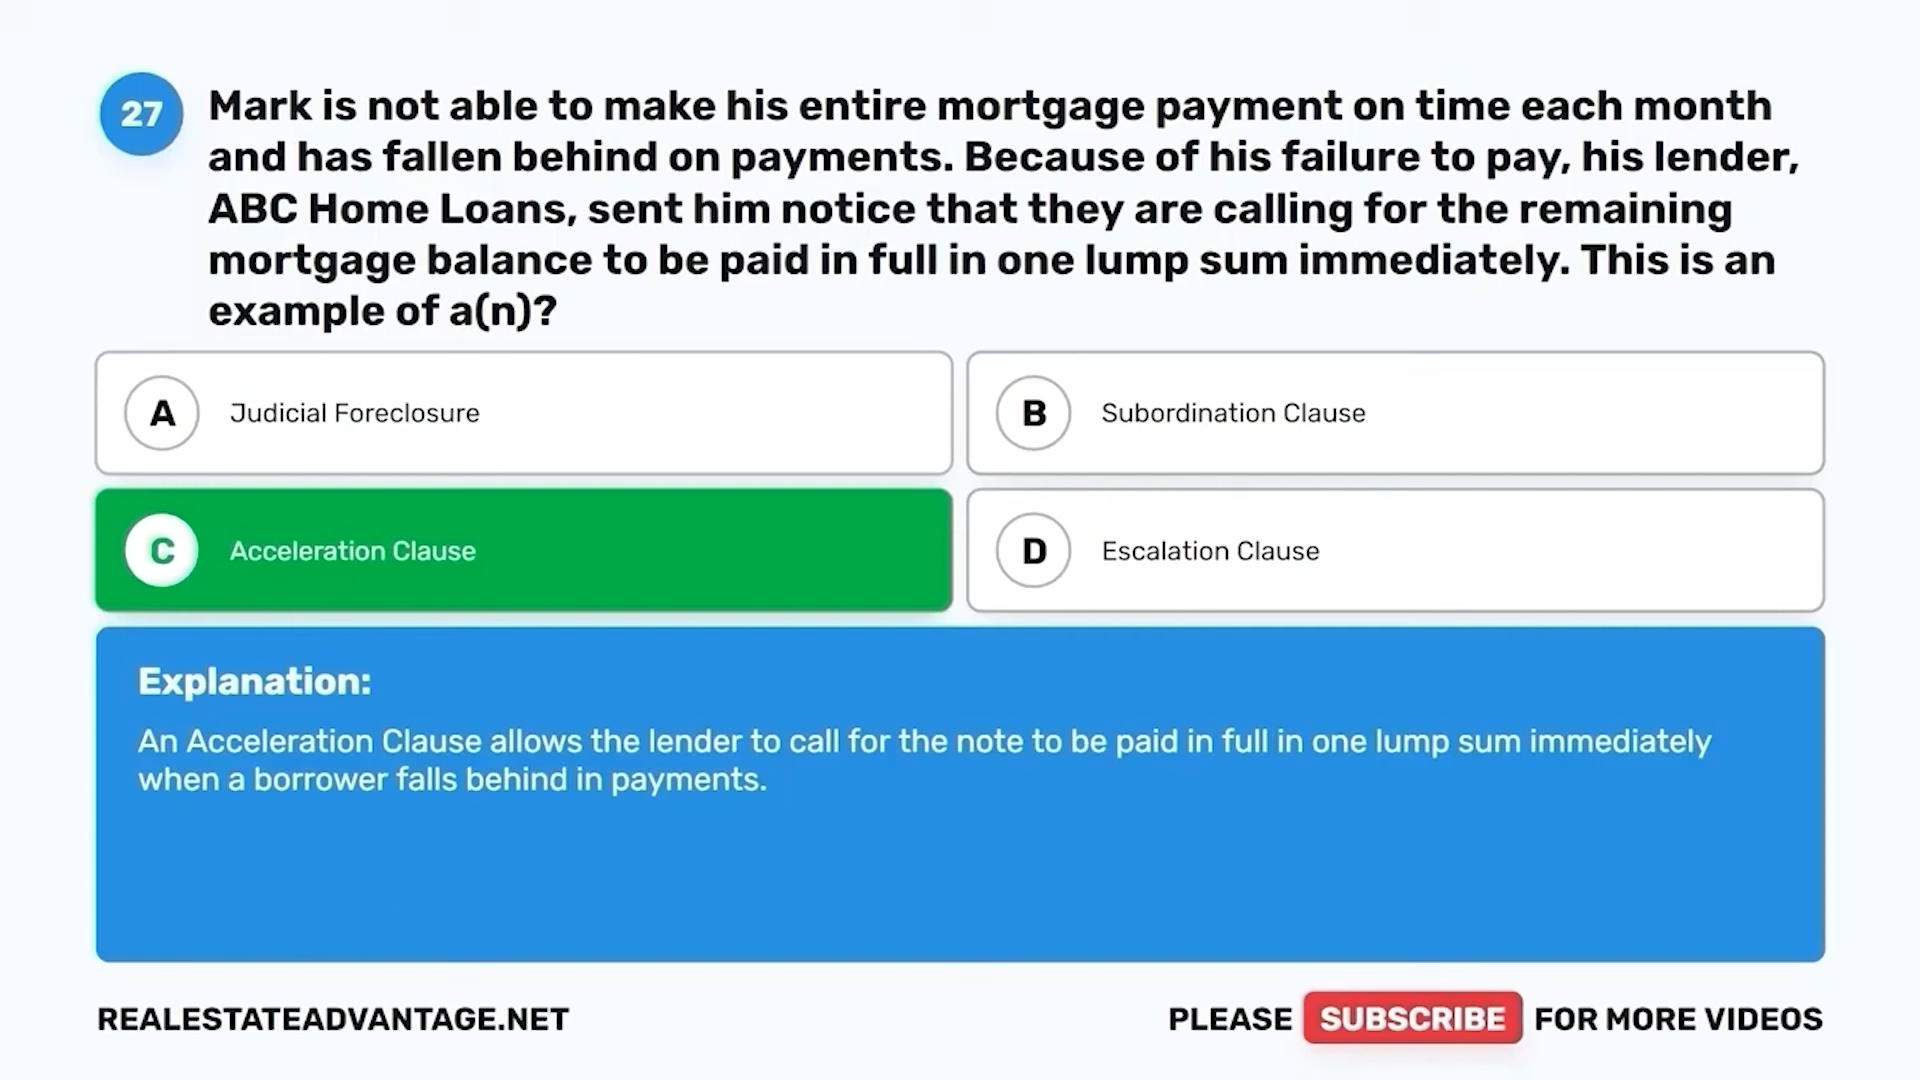 27
Mark is not able to make his entire mortgage payment on time each month
and has fallen behind on payments. Because of his failure to pay, his lender,
ABC Home Loans, sent him notice that they are calling for the remaining
mortgage balance to be paid in full in one lump sum immediately. This is an
example of a(n)?
A Judicial Foreclosure
B Subordination Clause
C Acceleration Clause
D Escalation Clause
Explanation:
An Acceleration Clause allows the lender to call for the note to be paid in full in one lump sum immediately
when a borrower falls behind in payments.
REALESTATEADVANTAGE.NET
PLEASE SUBSCRIBE FOR MORE VIDEOS